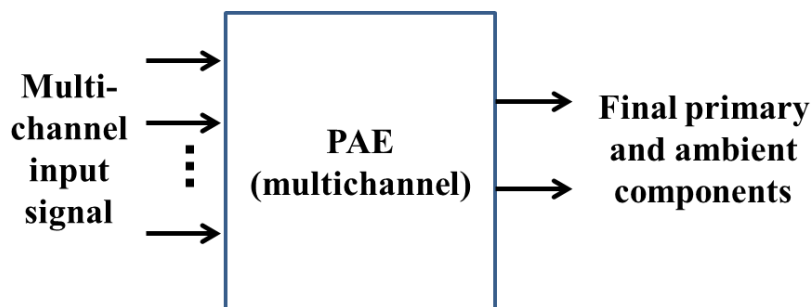 Multi-
channel
input
signal
PAE
(multichannel)
Final primary
and ambient
components